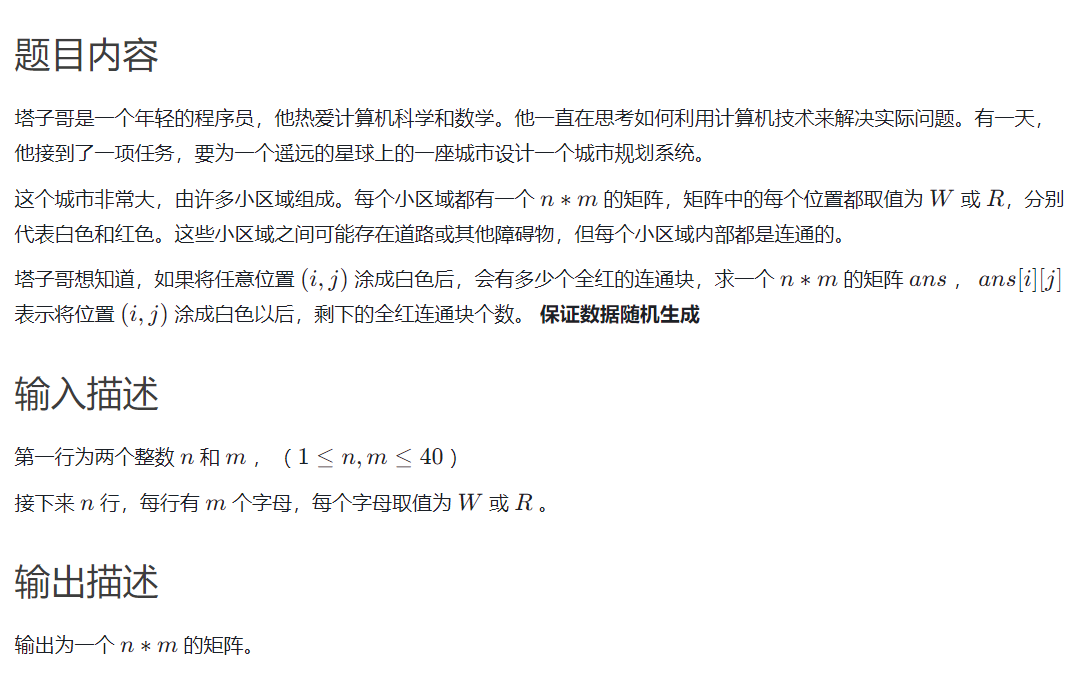 题目内容
塔子哥是一个年轻的程序员，他热爱计算机科学和数学。他一直在思考如何利用计算机技术来解决实际问题。有一天，
他接到了一项任务，要为一个遥远的星球上的一座城市设计一个城市规划系统。
这个城市非常大，由许多小区域组成。每个小区域都有一个 n ∗ m 的矩阵，矩阵中的每个位置都取值为 W 或 R，分别
代表白色和红色。这些小区域之间可能存在道路或其他障碍物，但每个小区域内部都是连通的。
塔子哥想知道，如果将任意位置 (i, j) 涂成白色后，会有多少个全红的连通块，求一个 n ∗ m 的矩阵 ans ， ans[i][j]
表示将位置 (i, j) 涂成白色以后，剩下的全红连通块个数。 保证数据随机生成
输入描述
第一行为两个整数 n 和 m ，（ 1 ≤ n, m ≤ 40 ）
接下来 n 行，每行有 m 个字母，每个字母取值为 W 或 R 。
输出描述
输出为一个 n ∗ m 的矩阵。